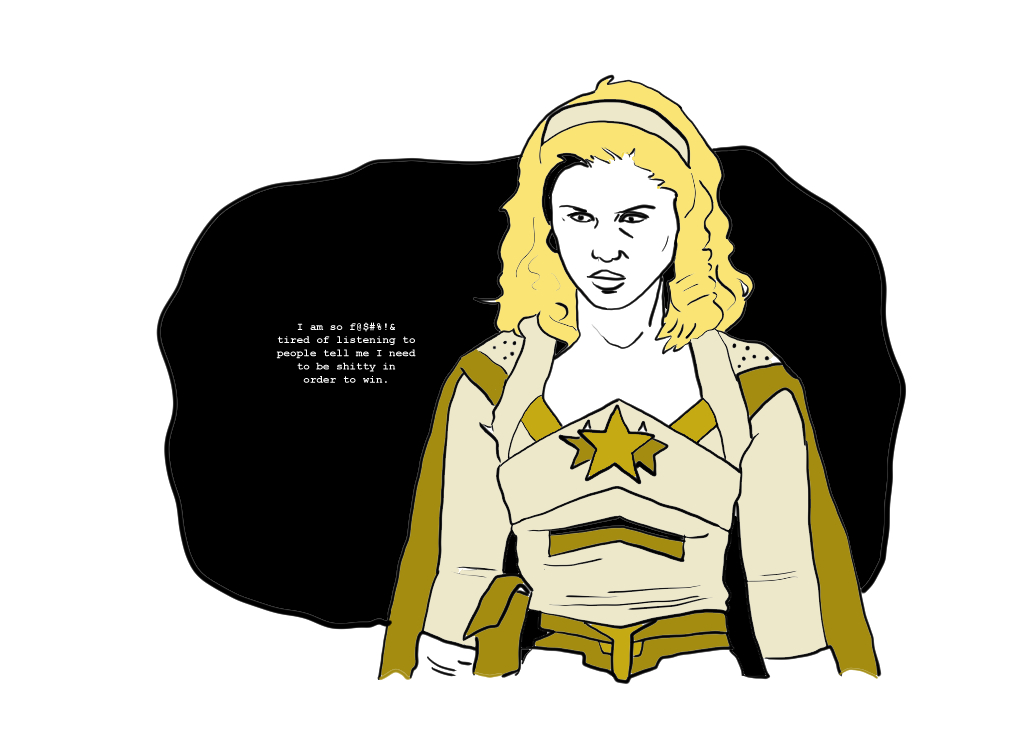 I am so f@$#%!&
tired of listening to
people tell me I need
to be shitty in
order to win.